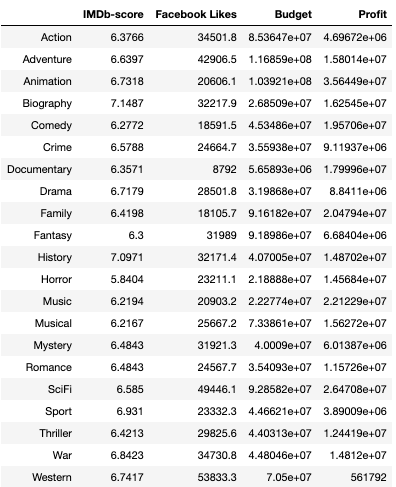 IMDb-score Facebook Likes Budget Profit
Action 6.3766 34501.8 8.53647e+07 4.69672e+06
Adventure 6.6397 42906.5 1.16859e+08 1.58014e+07
Animation 6.7318 20606.1 1.03921e+08 3.56449e+07
Biography 7.1487 32217.9 2.68509e+07 1.62545e+07
Comedy 6.2772 18591.5 4.53486e+07 1.95706e+07
Crime 6.5788 24664.7 3.55938e+07 9.11936e+06
Documentary 6.3571 8792 5.65893e+06 1.79996e+07
Drama 6.7179 28501.8 3.19868e+07 8.8411e+06
Family 6.4198 18105.7 9.16182e+07 2.04794e+07
Fantasy 6.3 31989 9.18986e+07 6.68404e+06
History 7.0971 32171.4 4.07005e+07 1.48702e+07
Horror 5.8404 23211.1 2.18888e+07 1.45684e+07
Music 6.2194 20903.2 2.22774e+07 2.21229e+07
Musical 6.2167 25667.2 7.33861e+07 1.56272e+07
Mystery 6.4843 31921.3 4.0009e+07 6.01387e+06
Romance 6.4843 24567.7 3.54093e+07 1.15726e+07
SciFi 6.585 49446.1 9.28582e+07 2.64708e+07
Sport 6.931 23332.3 4.46621e+07 3.89009e+06
Thriller 6.4213 29825.6 4.40313e+07 1.24419e+07
War 6.8423 34730.8 4.48046e+07 1.4812e+07
Western 6.7417 53833.3 7.05e+07 561792